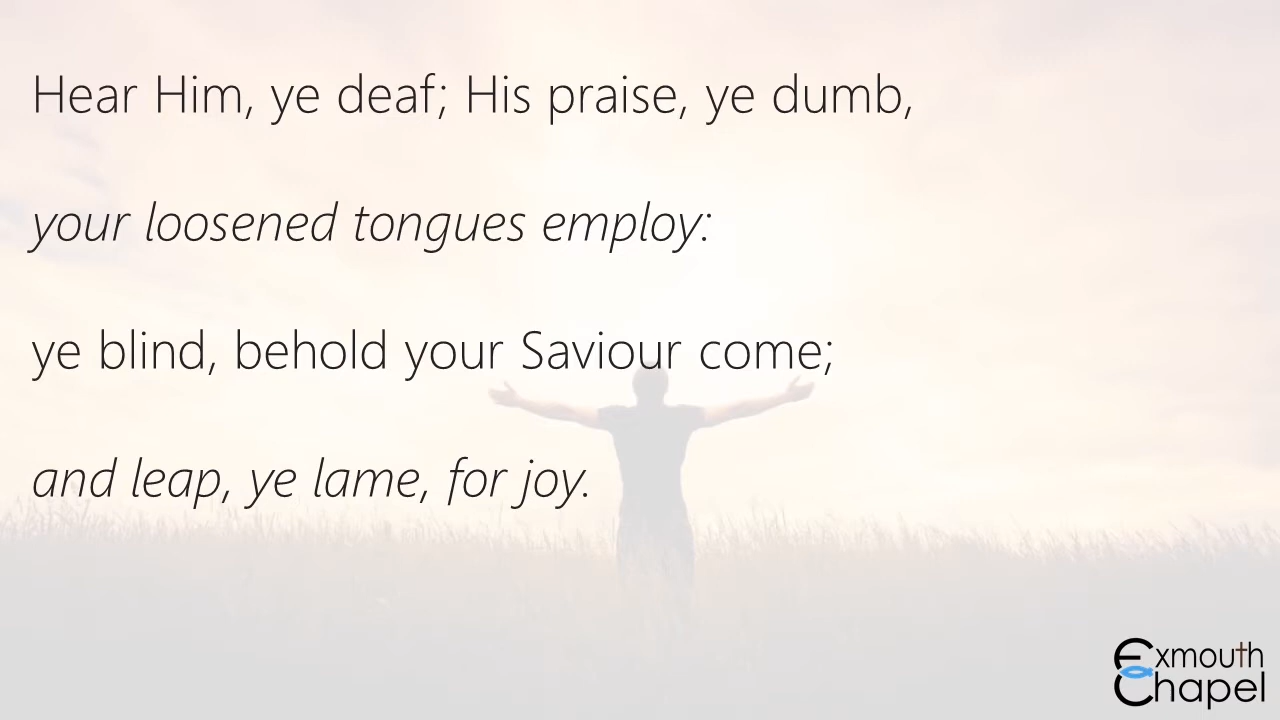 Hear Him, ye deaf; His praise, ye dumb,
your loosened tongues employ:
ye blind, behold your Saviour come;
and leap, ye lame, for joy.
Exmouth
Chapel